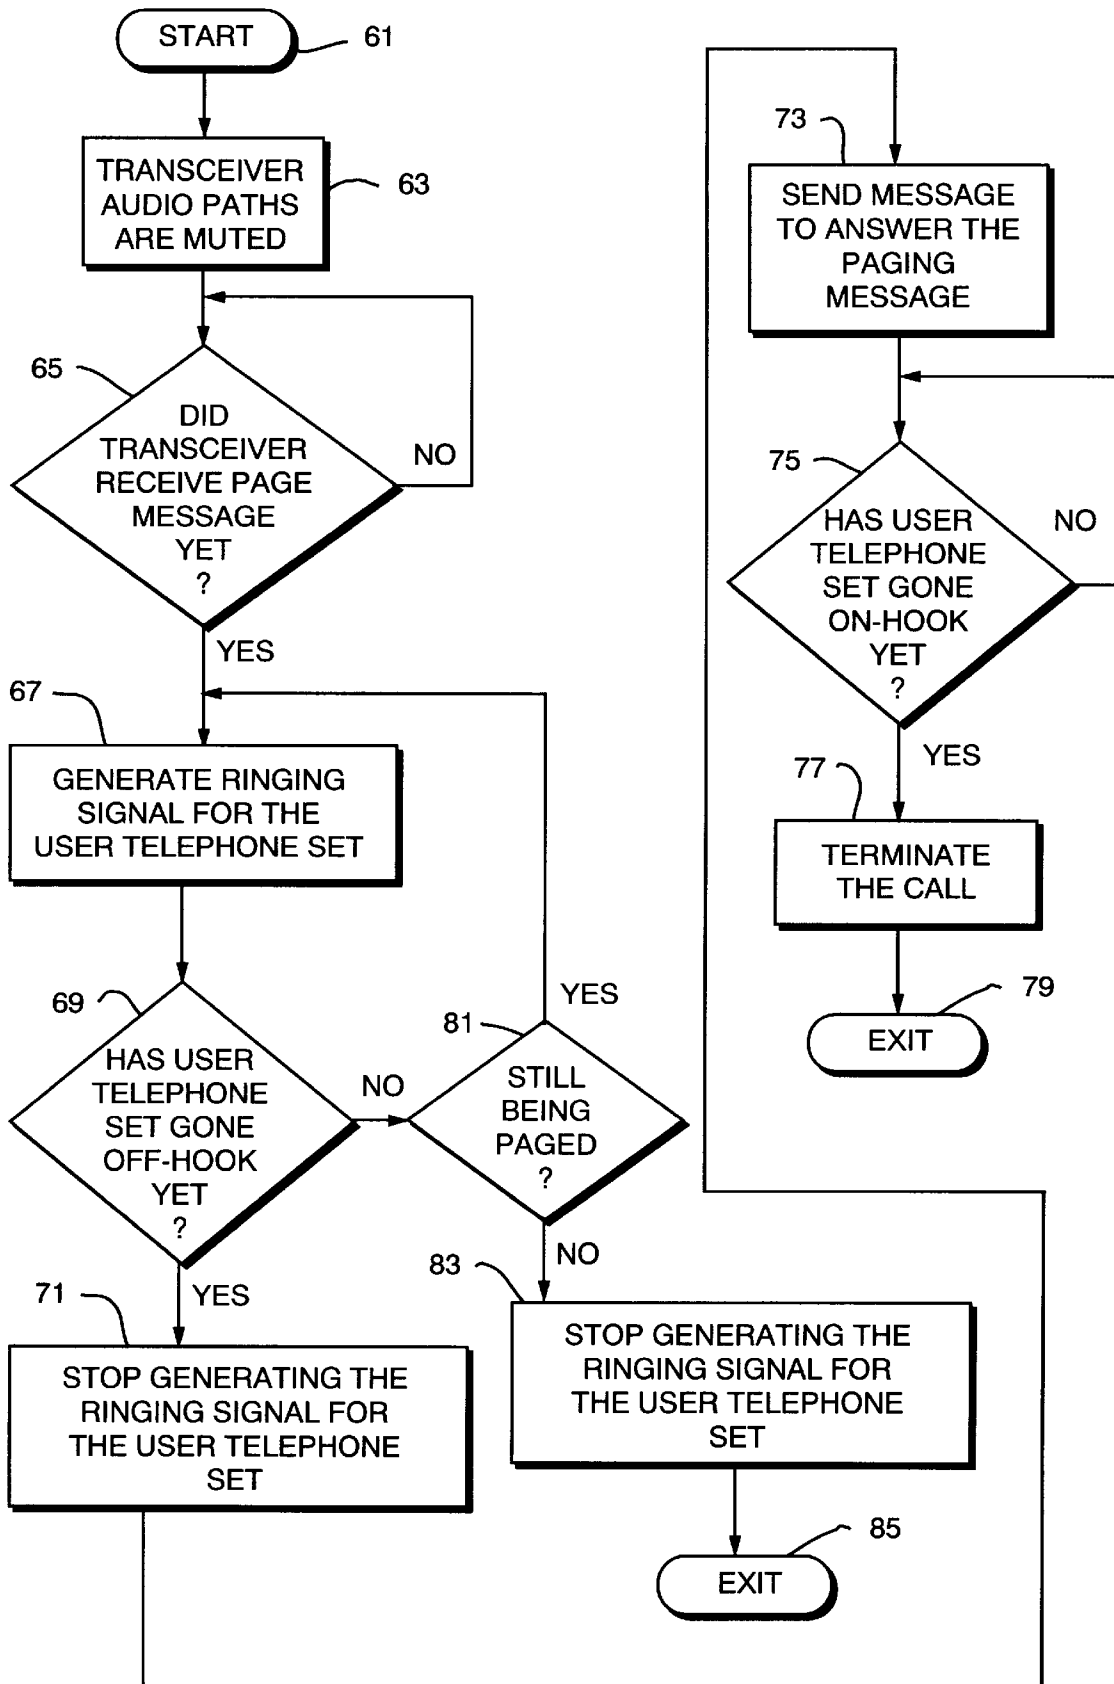 START
61
TRANSCEIVER
AUDIO PATHS
ARE MUTED
63
65
DID
TRANSCEIVER
RECEIVE PAGE
MESSAGE
YET
?
NO
YES
67
GENERATE RINGING
SIGNAL FOR THE
USER TELEPHONE SET
69
HAS USER
TELEPHONE
SET GONE
OFF-HOOK
YET
?
NO
YES
81
STILL
BEING
PAGED
?
YES
NO
71
STOP GENERATING THE
RINGING SIGNAL FOR
THE USER TELEPHONE
SET
83
STOP GENERATING THE
RINGING SIGNAL FOR
THE USER TELEPHONE
SET
85
EXIT
73
SEND MESSAGE
TO ANSWER THE
PAGING
MESSAGE
75
HAS USER
TELEPHONE
SET GONE
ON-HOOK
YET
?
NO
YES
77
TERMINATE
THE CALL
79
EXIT